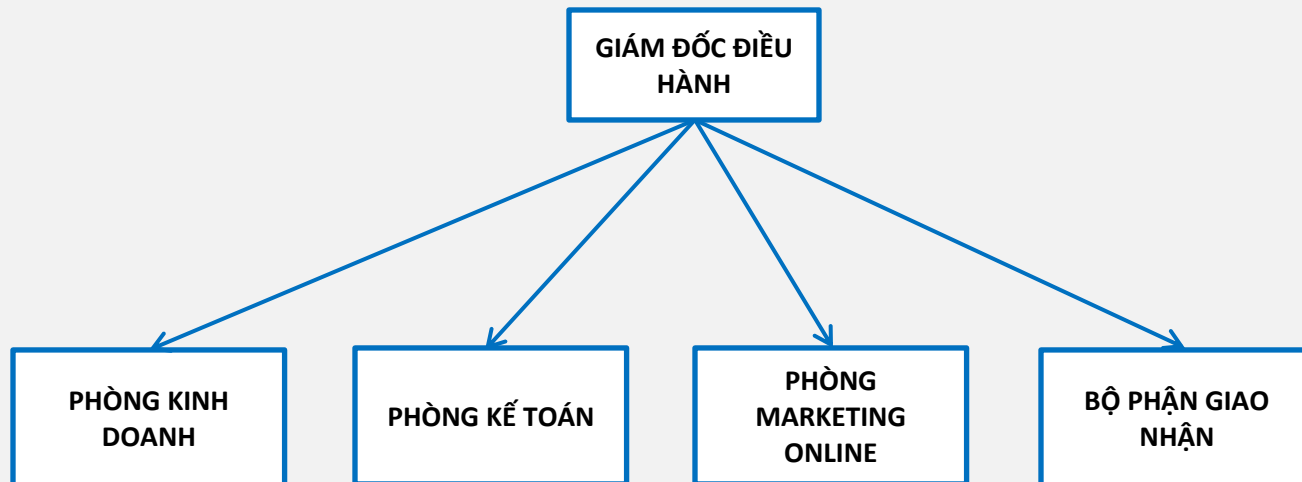 GIÁM ĐỐC ĐIỀU
HÀNH
PHÒNG KINH
DOANH
PHÒNG KẾ TOÁN
PHÒNG
MARKETING
ONLINE
BỘ PHẬN GIAO
NHẬN